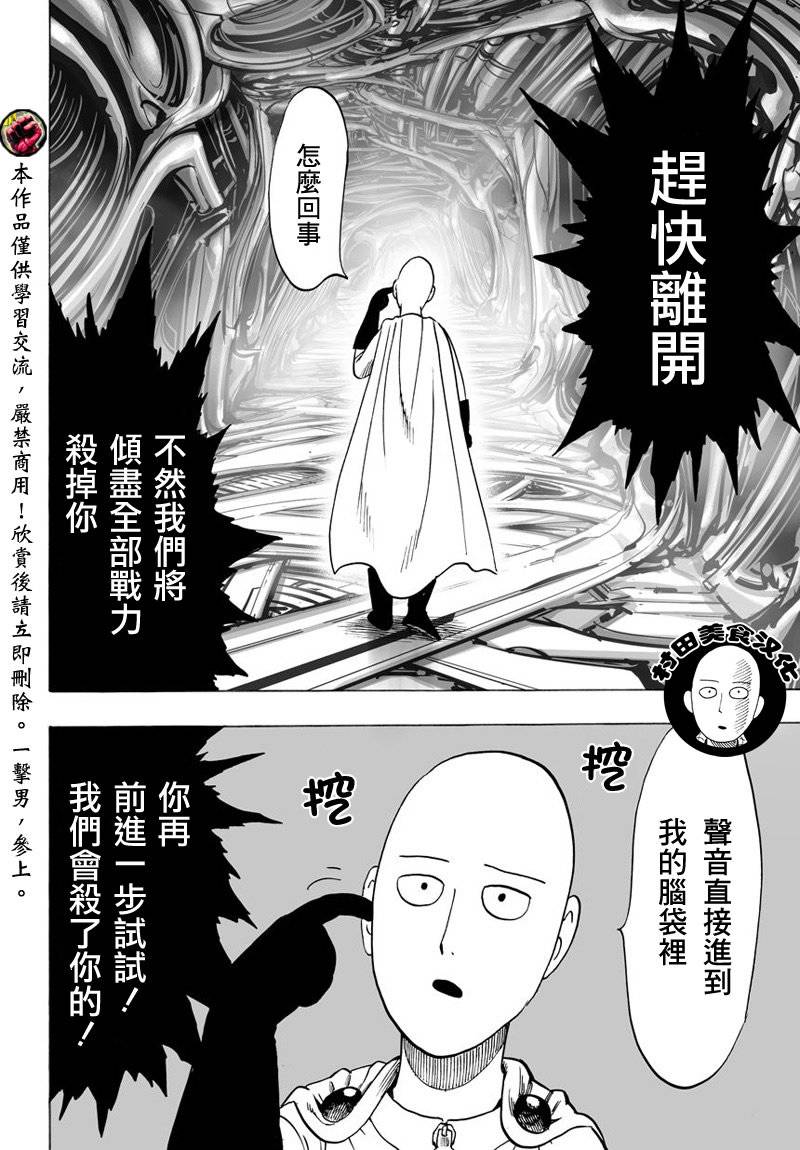 趕快離開
怎麼回事
不然我們將
傾盡全部戰力
殺掉你
村田美食汉化
聲音直接進到
我的腦袋裡
挖
挖
你再
前進一步試試！
我們會殺了你的！
本作品僅供學習交流，嚴禁商用！欣賞後請立即刪除。一擊男，參上。